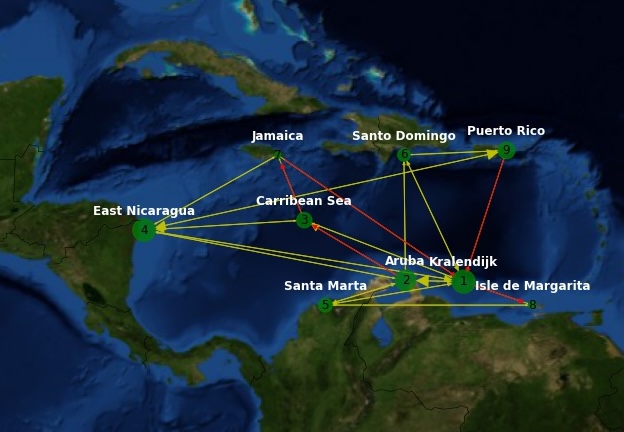 Puerto Rico
Jamaica
Santo Domingo
7
6
9
Carribean Sea
East Nicaragua
3
4
Aruba
Kralendijk
2
1
Santa Marta
Isle de Margarita
5
8